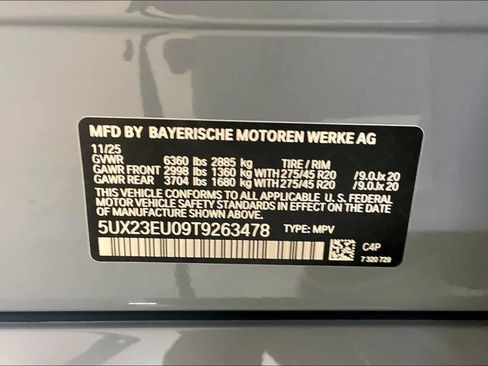 MFD BY BAYERISCHE MOTOREN WERKE AG
11/25
GVWR 6360 lbs 2885 kg TIRE / RIM
GAWR FRONT 2998 lbs 1360 kg WITH 275/45 R20 /9.0Jx20
GAWR REAR 3704 lbs 1680 kg WITH 275/45 R20 /9.0Jx20
THIS VEHICLE CONFORMS TO ALL APPLICABLE U. S. FEDERAL
MOTOR VEHICLE SAFETY STANDARDS IN EFFECT ON THE
DATE OF MANUFACTURE SHOWN ABOVE.
5UX23EU09T9263478 TYPE: MPV
C4P
7 320 729